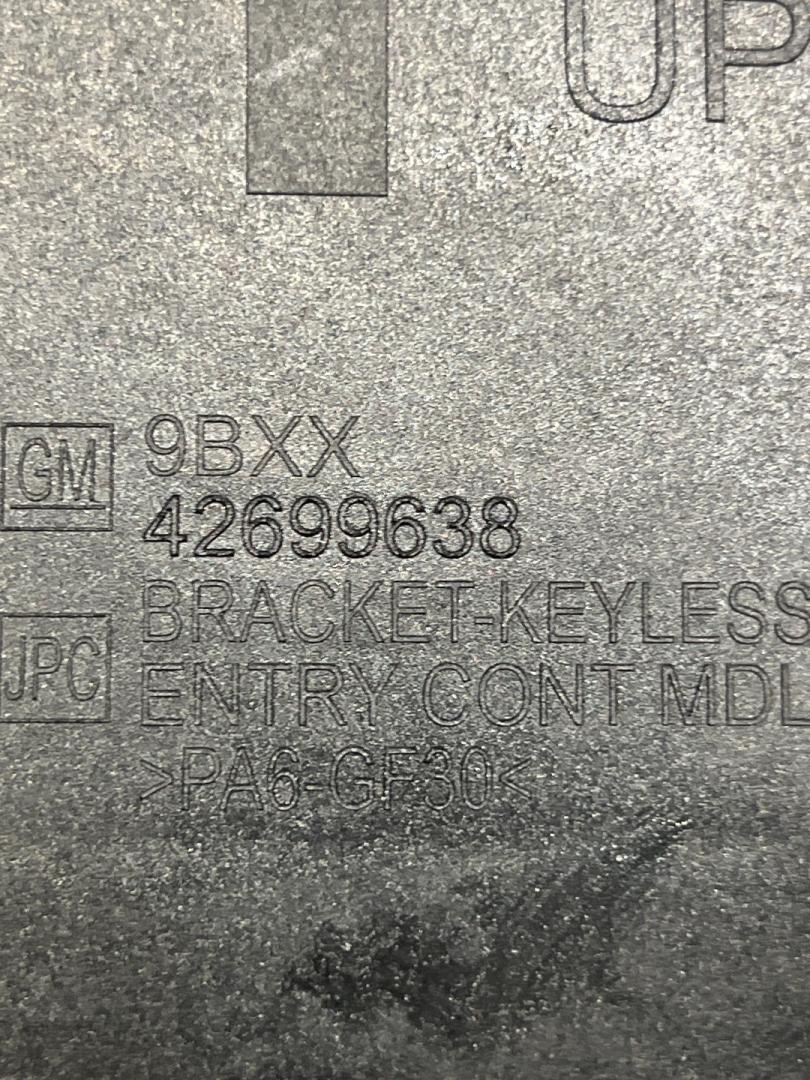 UP
GM
9BXX
42699638
JPC
BRACKET-KEYLESS
ENTRY CONT MDL
>PA6-GF30<